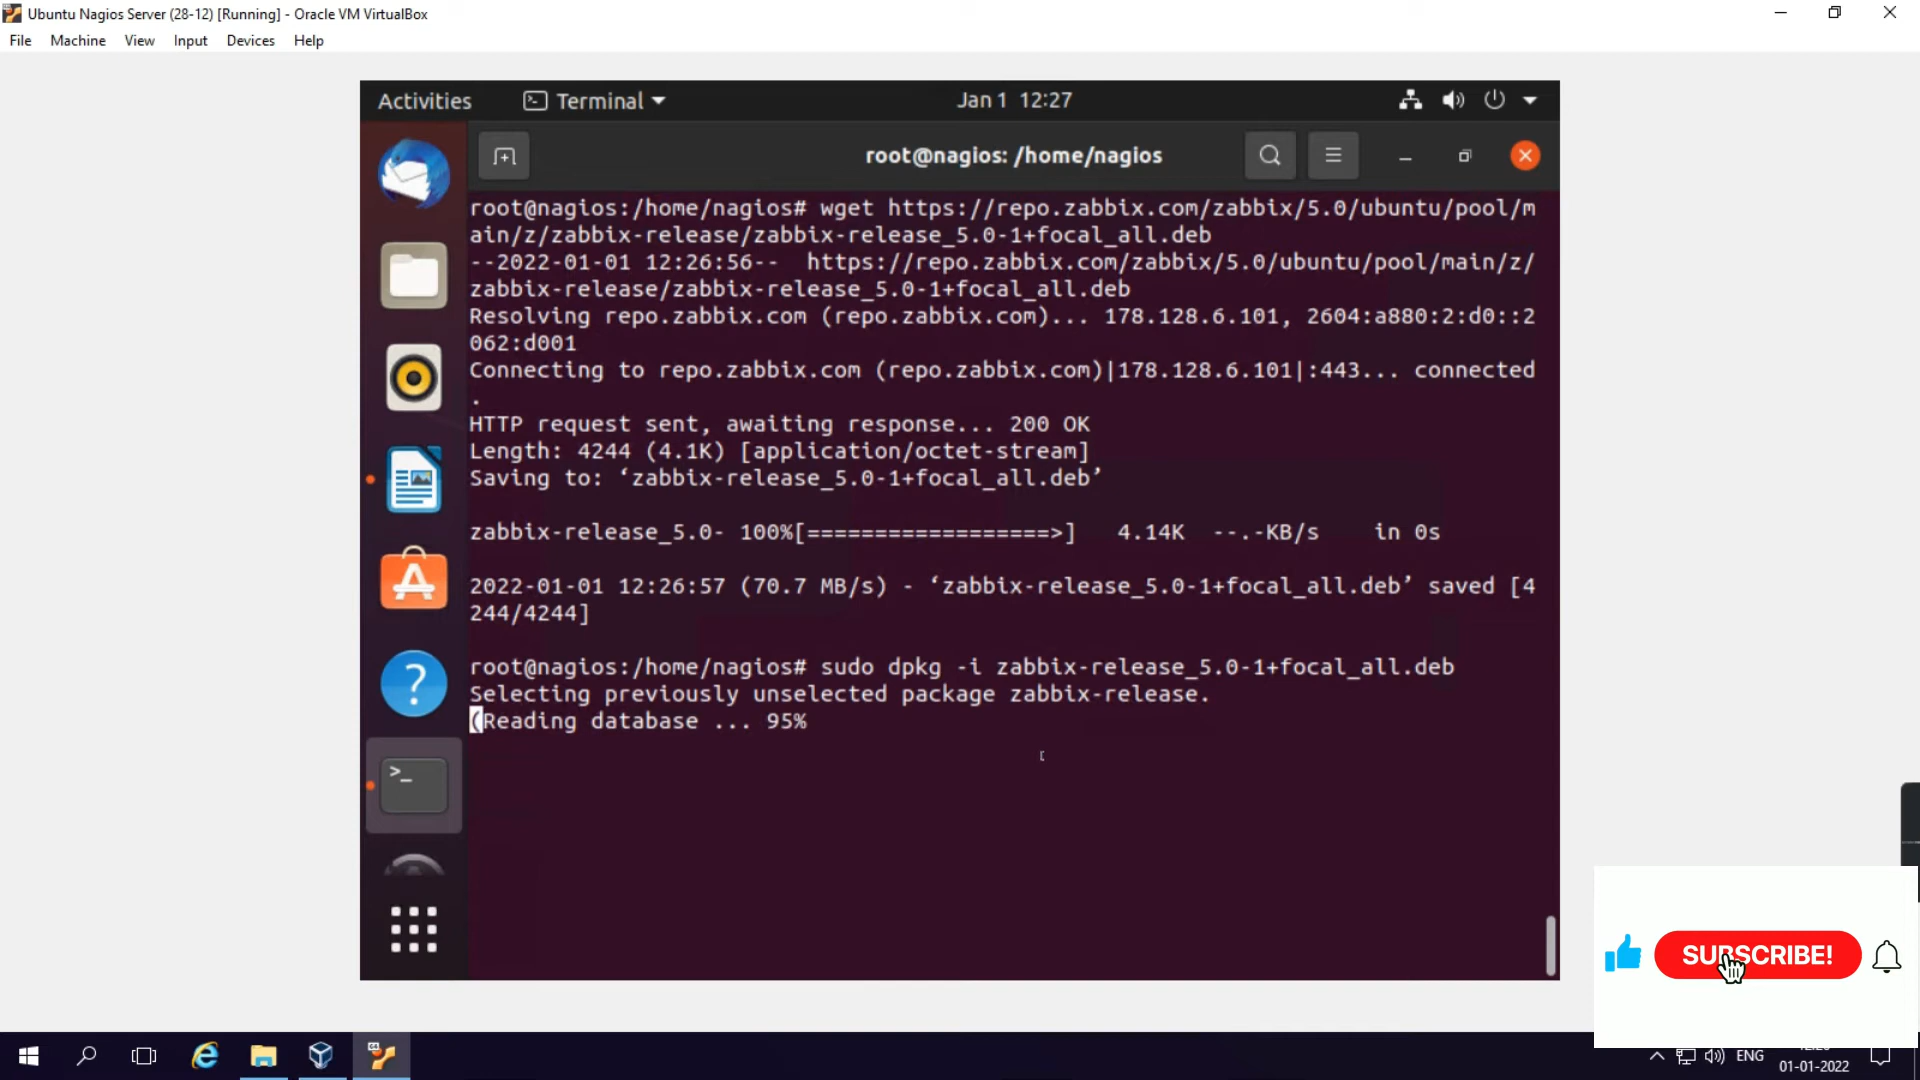 Ubuntu Nagios Server (28-12) [Running] - Oracle VM VirtualBox
File Machine View Input Devices Help
Activities Terminal Jan 1 12:27
root@nagios: /home/nagios
root@nagios:/home/nagios# wget https://repo.zabbix.com/zabbix/5.0/ubuntu/pool/m
ain/z/zabbix-release/zabbix-release_5.0-1+focal_all.deb
--2022-01-01 12:26:56-- https://repo.zabbix.com/zabbix/5.0/ubuntu/pool/main/z/
zabbix-release/zabbix-release_5.0-1+focal_all.deb
Resolving repo.zabbix.com (repo.zabbix.com)... 178.128.6.101, 2604:a880:2:d0::2
062:d001
Connecting to repo.zabbix.com (repo.zabbix.com)|178.128.6.101|:443... connected
.
HTTP request sent, awaiting response... 200 OK
Length: 4244 (4.1K) [application/octet-stream]
Saving to: ‘zabbix-release_5.0-1+focal_all.deb’
zabbix-release_5.0- 100%[==================>] 4.14K --.-KB/s in 0s
2022-01-01 12:26:57 (70.7 MB/s) - ‘zabbix-release_5.0-1+focal_all.deb’ saved [4
244/4244]
root@nagios:/home/nagios# sudo dpkg -i zabbix-release_5.0-1+focal_all.deb
Selecting previously unselected package zabbix-release.
(Reading database ... 95%
SUBSCRIBE!
ENG
01-01-2022